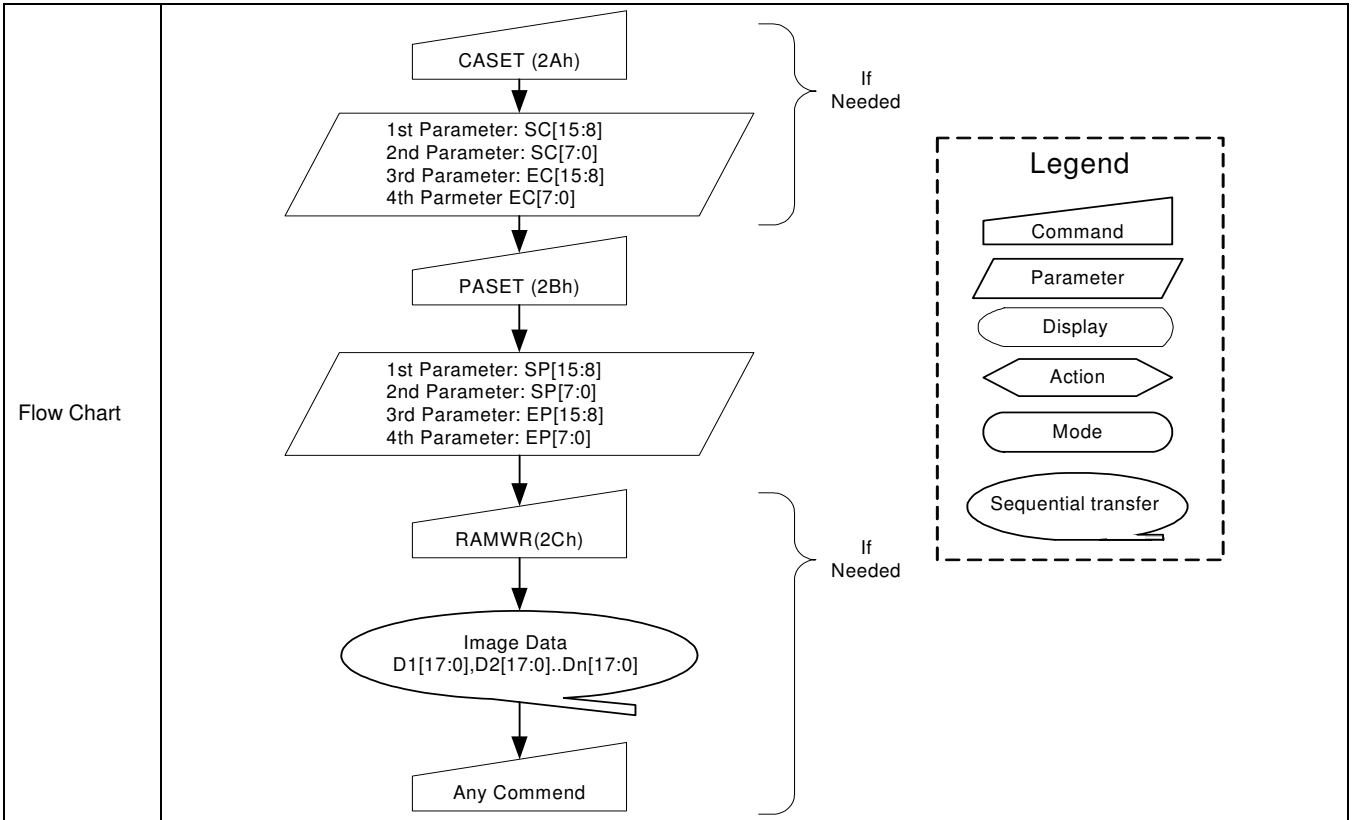 Flow Chart
CASET (2Ah)
If
Needed
1st Parameter: SC[15:8]
2nd Parameter: SC[7:0]
3rd Parameter: EC[15:8]
4th Parmeter EC[7:0]
PASET (2Bh)
1st Parameter: SP[15:8]
2nd Parameter: SP[7:0]
3rd Parameter: EP[15:8]
4th Parameter: EP[7:0]
RAMWR(2Ch)
If
Needed
Image Data
D1[17:0],D2[17:0]..Dn[17:0]
Any Commend
Legend
Command
Parameter
Display
Action
Mode
Sequential transfer